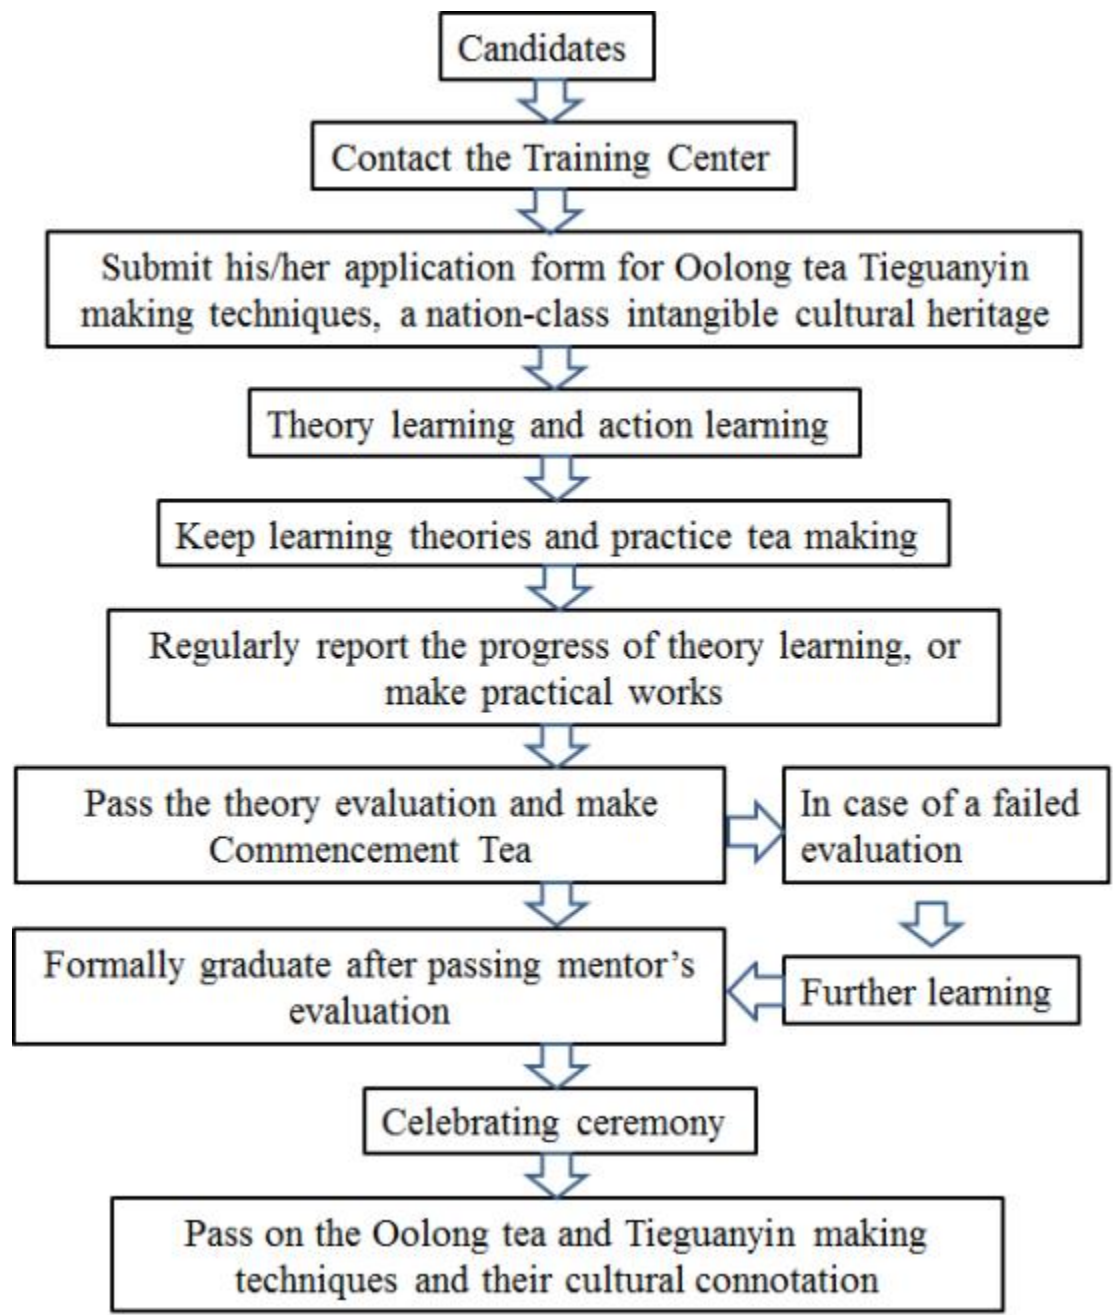 Candidates
Contact the Training Center
Submit his/her application form for Oolong tea Tieguanyin
making techniques, a nation-class intangible cultural heritage
Theory learning and action learning
Keep learning theories and practice tea making
Regularly report the progress of theory learning, or
make practical works
Pass the theory evaluation and make
Commencement Tea
In case of a failed
evaluation
Formally graduate after passing mentor’s
evaluation
Further learning
Celebrating ceremony
Pass on the Oolong tea and Tieguanyin making
techniques and their cultural connotation